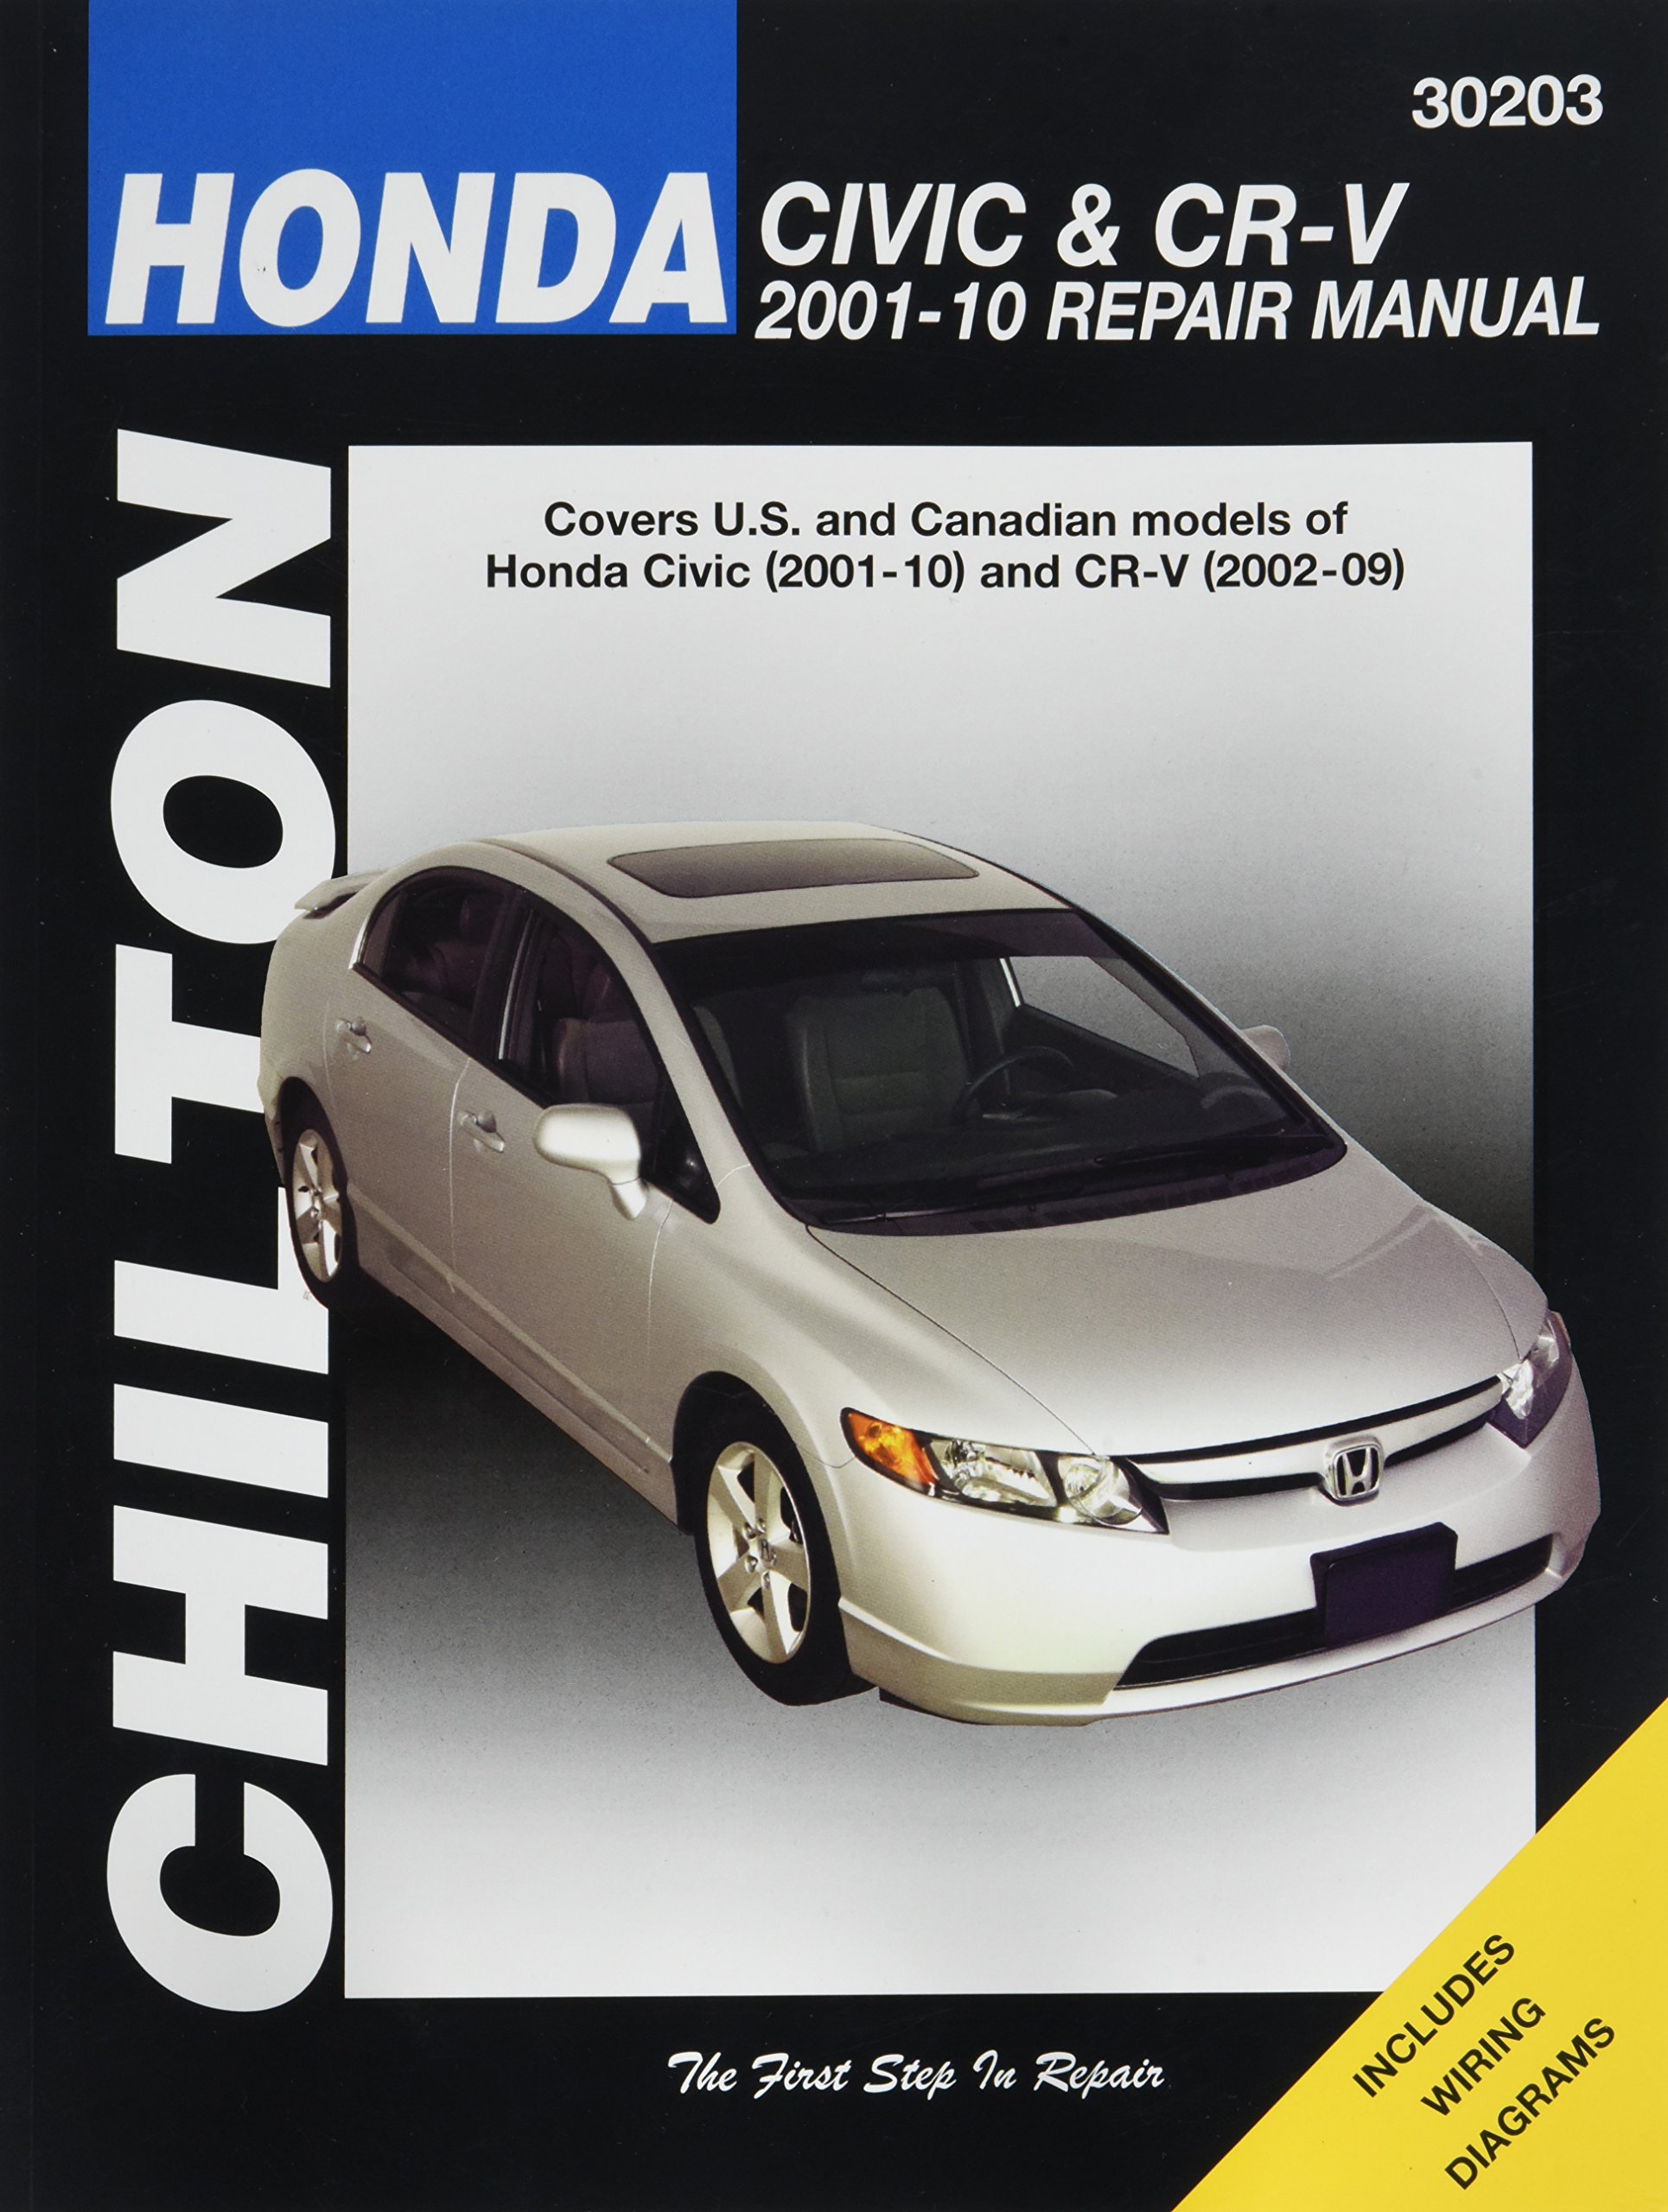 30203
HONDA
CIVIC & CR-V
2001-10 REPAIR MANUAL
CHILTON
Covers U.S. and Canadian models of
Honda Civic (2001-10) and CR-V (2002-09)
The First Step In Repair
INCLUDES
WIRING
DIAGRAMS